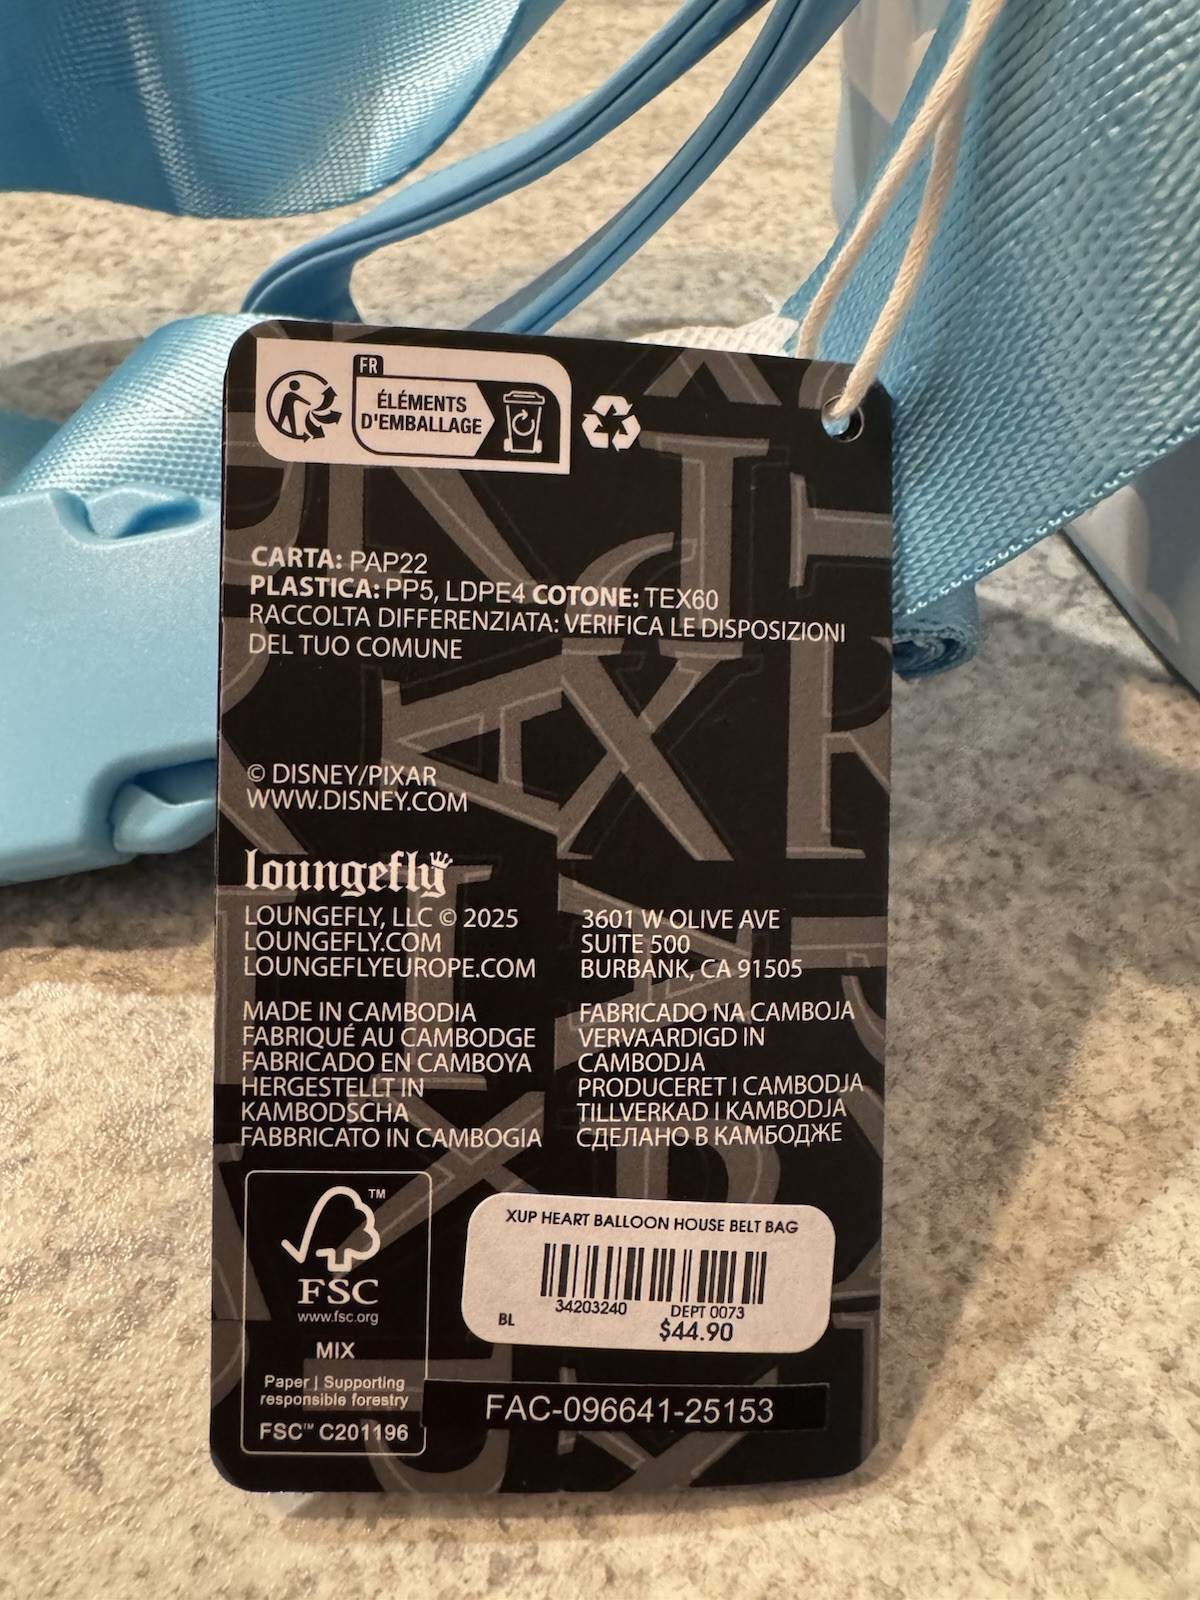 FR
ÉLÉMENTS
D'EMBALLAGE
CARTA: PAP22
PLASTICA: PP5, LDPE4 COTONE: TEX60
RACCOLTA DIFFERENZIATA: VERIFICA LE DISPOSIZIONI
DEL TUO COMUNE
© DISNEY/PIXAR
WWW.DISNEY.COM
loungefly
LOUNGEFLY, LLC © 2025
LOUNGEFLY.COM
LOUNGEFLYEUROPE.COM
3601 W OLIVE AVE
SUITE 500
BURBANK, CA 91505
MADE IN CAMBODIA
FABRIQUÉ AU CAMBODGE
FABRICADO EN CAMBOYA
HERGESTELLT IN
KAMBODSCHA
FABBRICATO IN CAMBOGIA
FABRICADO NA CAMBOJA
VERVAARDIGD IN
CAMBODJA
PRODUCERET I CAMBODJA
TILLVERKAD I KAMBODJA
СДЕЛАНО В КАМБОДЖЕ
TM
FSC
www.fsc.org
MIX
Paper | Supporting
responsible forestry
FSC™ C201196
XUP HEART BALLOON HOUSE BELT BAG
34203240 DEPT 0073
BL $44.90
FAC-096641-25153